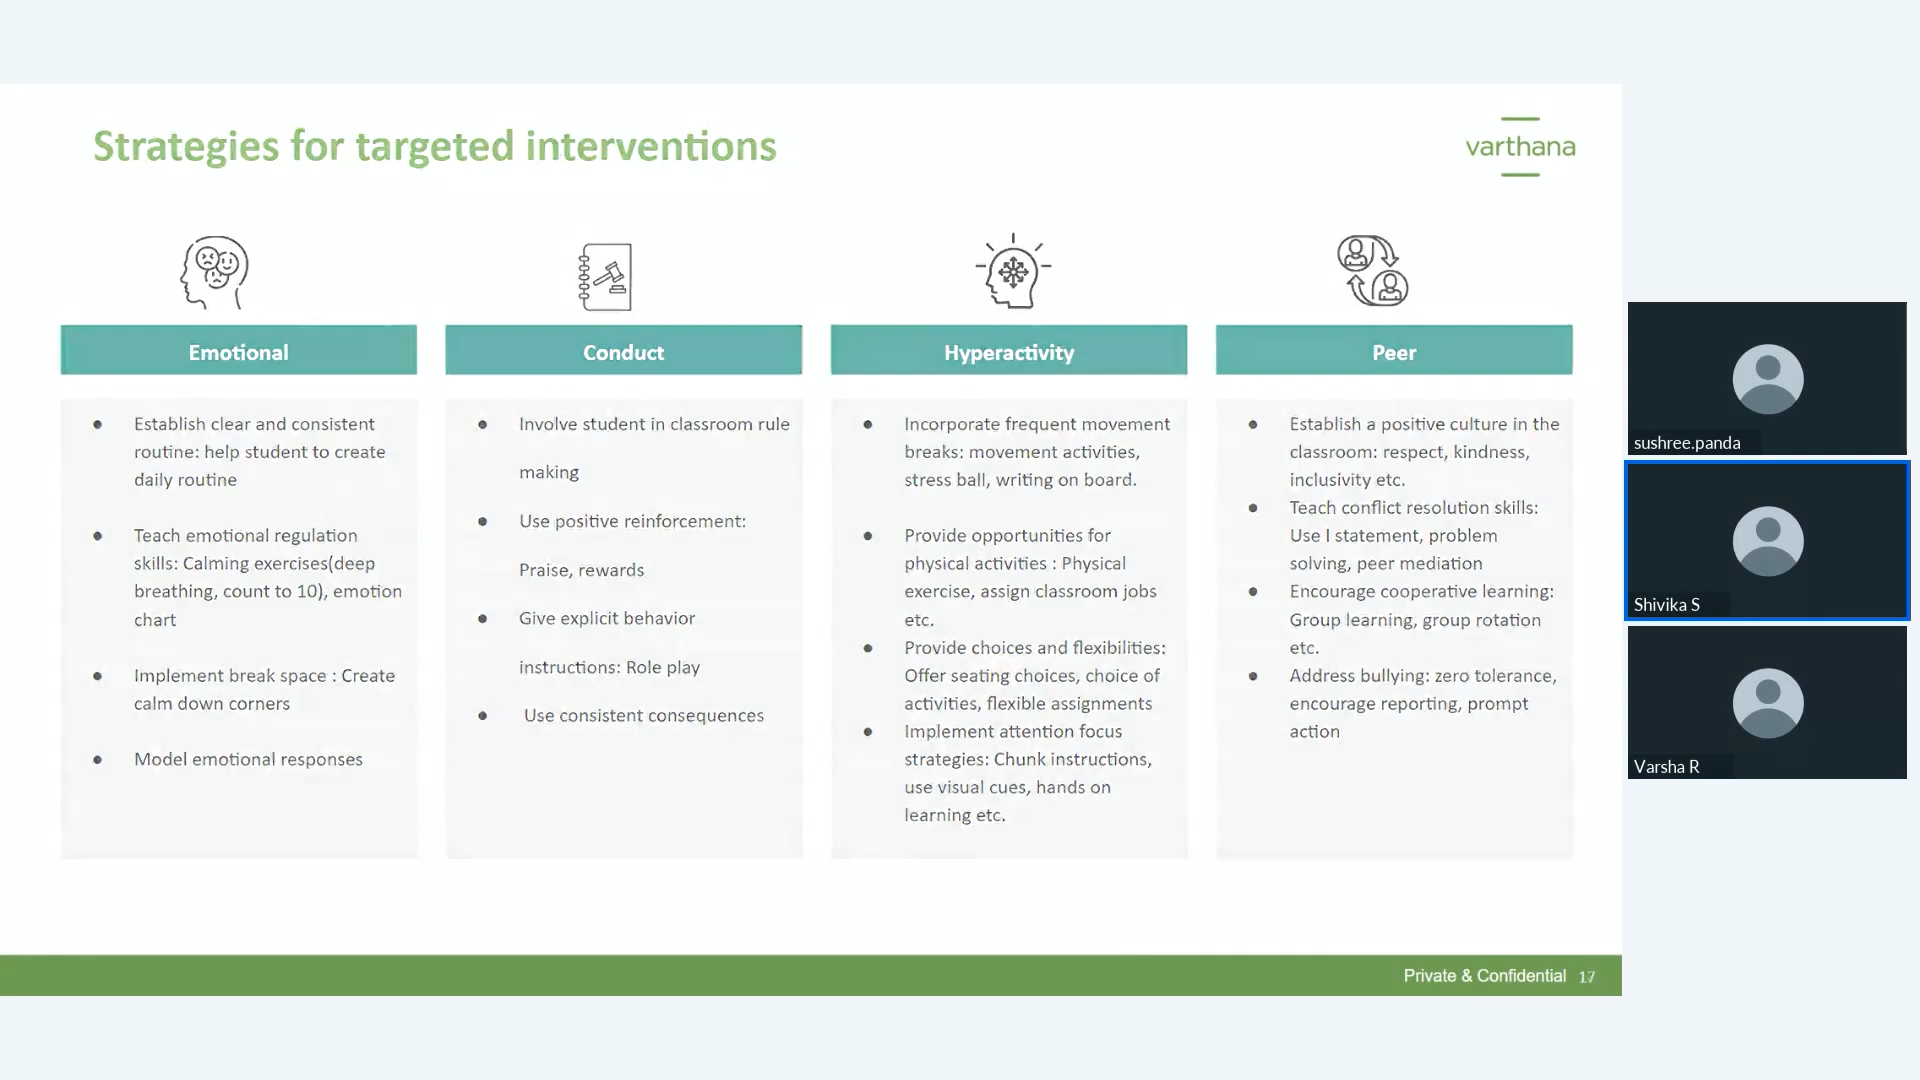 Strategies for targeted interventions
varthana
Emotional
Establish clear and consistent
routine: help student to create
daily routine
Teach emotional regulation
skills: Calming exercises(deep
breathing, count to 10), emotion
chart
Implement break space : Create
calm down corners
Model emotional responses
Conduct
Involve student in classroom rule
making
Use positive reinforcement:
Praise, rewards
Give explicit behavior
instructions: Role play
Use consistent consequences
Hyperactivity
Incorporate frequent movement
breaks: movement activities,
stress ball, writing on board.
Provide opportunities for
physical activities : Physical
exercise, assign classroom jobs
etc.
Provide choices and flexibilities:
Offer seating choices, choice of
activities, flexible assignments
Implement attention focus
strategies: Chunk instructions,
use visual cues, hands on
learning etc.
Peer
Establish a positive culture in the
classroom: respect, kindness,
inclusivity etc.
Teach conflict resolution skills:
Use I statement, problem
solving, peer mediation
Encourage cooperative learning:
Group learning, group rotation
etc.
Address bullying: zero tolerance,
encourage reporting, prompt
action
Private & Confidential 17
sushree.panda
Shivika S
Varsha R